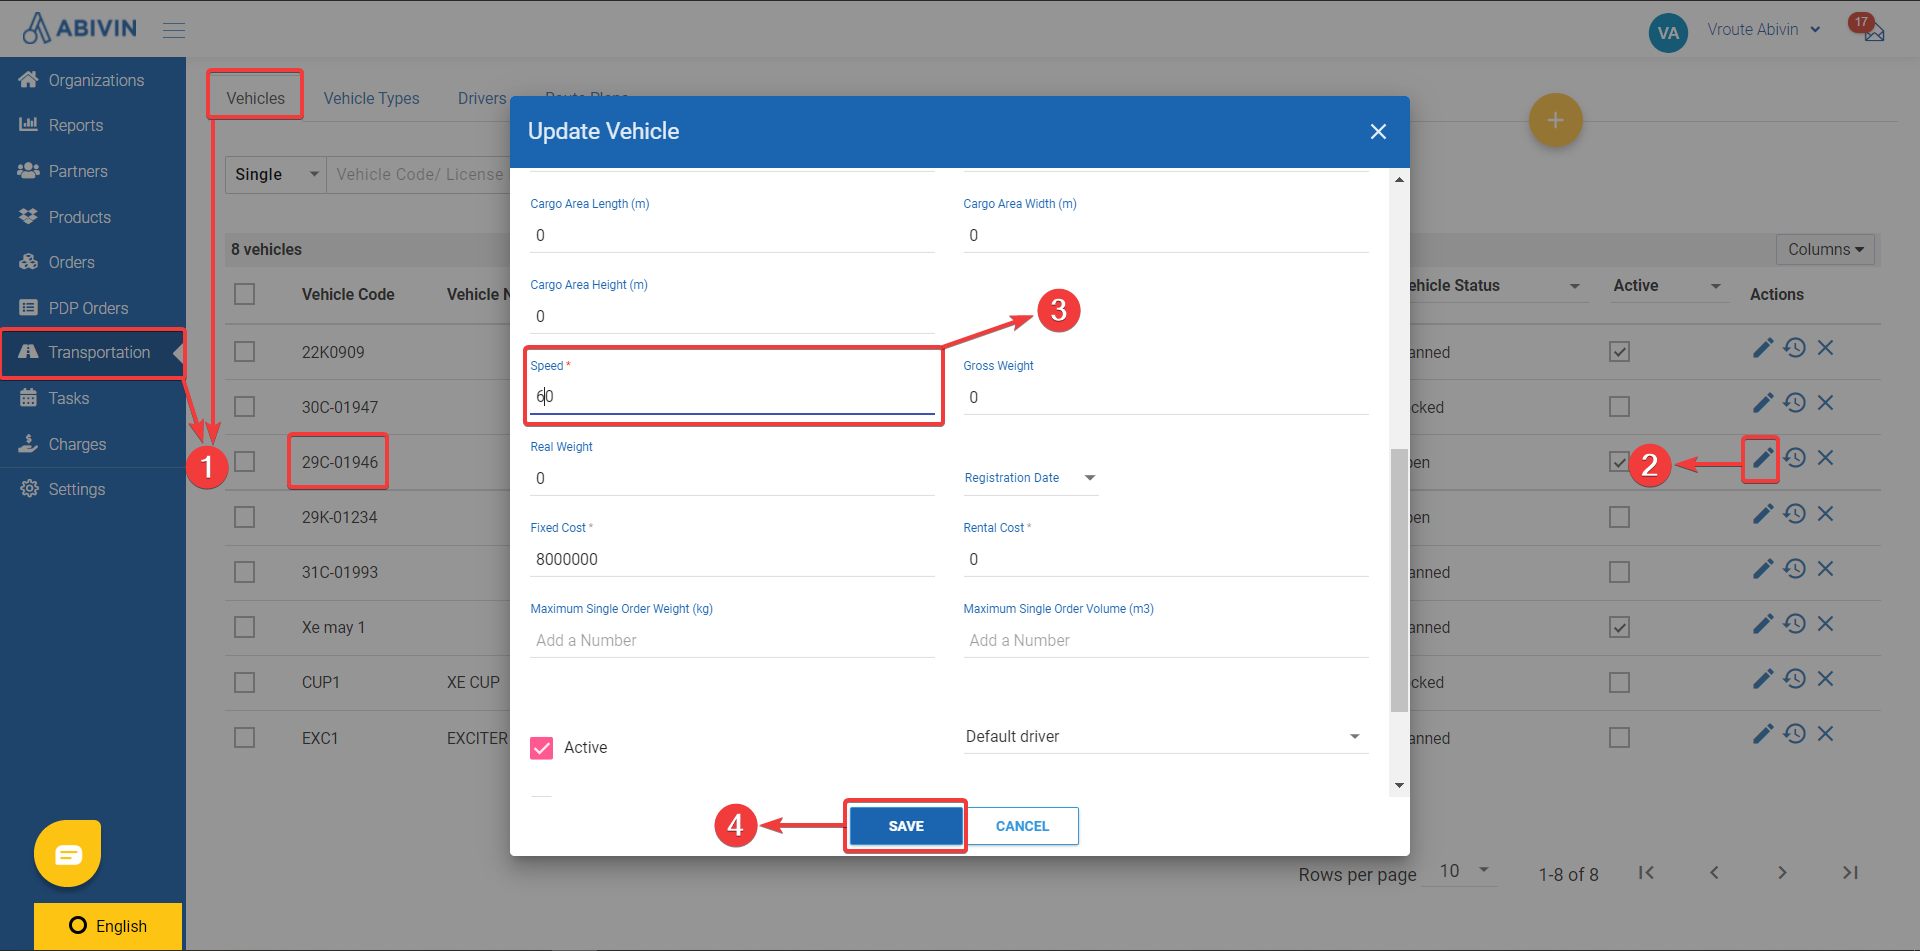 ABIVIN
VA
Vroute Abivin
17
Organizations
Reports
Partners
Products
Orders
PDP Orders
Transportation
Tasks
Charges
Settings
English
Vehicles
Vehicle Types
Drivers
Route Plans
+
Single
Vehicle Code/ License
8 vehicles
Columns
Vehicle Code
Vehicle N
ehicle Status
Active
Actions
22K0909
anned
30C-01947
cked
29C-01946
pen
29K-01234
pen
31C-01993
anned
Xe may 1
anned
CUP1
XE CUP
cked
EXC1
EXCITER
anned
Rows per page
10
1-8 of 8
Update Vehicle
Cargo Area Length (m)
0
Cargo Area Width (m)
0
Cargo Area Height (m)
0
Speed *
60
Gross Weight
0
Real Weight
0
Registration Date
Fixed Cost *
8000000
Rental Cost *
0
Maximum Single Order Weight (kg)
Add a Number
Maximum Single Order Volume (m3)
Add a Number
Active
Default driver
SAVE
CANCEL
1
2
3
4